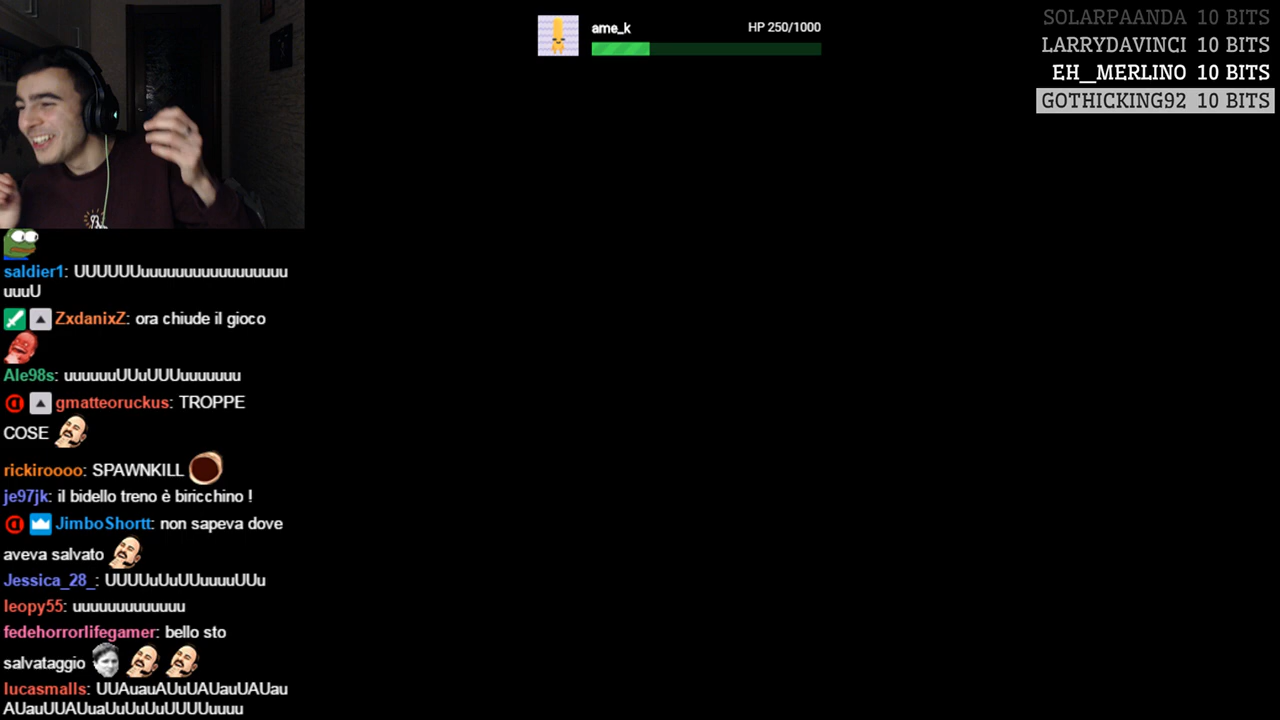 ame_k
HP 250/1000
SOLARPAANDA 10 BITS
LARRYDAVINCI 10 BITS
EH_MERLINO 10 BITS
GOTHICKING92 10 BITS
saldier1: UUUUUUuuuuuuuuuuuuuuuuu
uuuU
ZxdanixZ: ora chiude il gioco
Ale98s: uuuuuuUUuUUUuuuuuuu
gmatteoruckus: TROPPE
COSE
rickiroooo: SPAWNKILL
je97jk: il bidello treno è biricchino !
JimboShortt: non sapeva dove
aveva salvato
Jessica_28_: UUUUuUuUUuuuuUUu
leopy55: uuuuuuuuuuuuu
fedehorrorlifegamer: bello sto
salvataggio
lucasmalls: UUAuauAUuUAUauUAUau
AUauUUAUuaUuUuUuUUUUuuuu